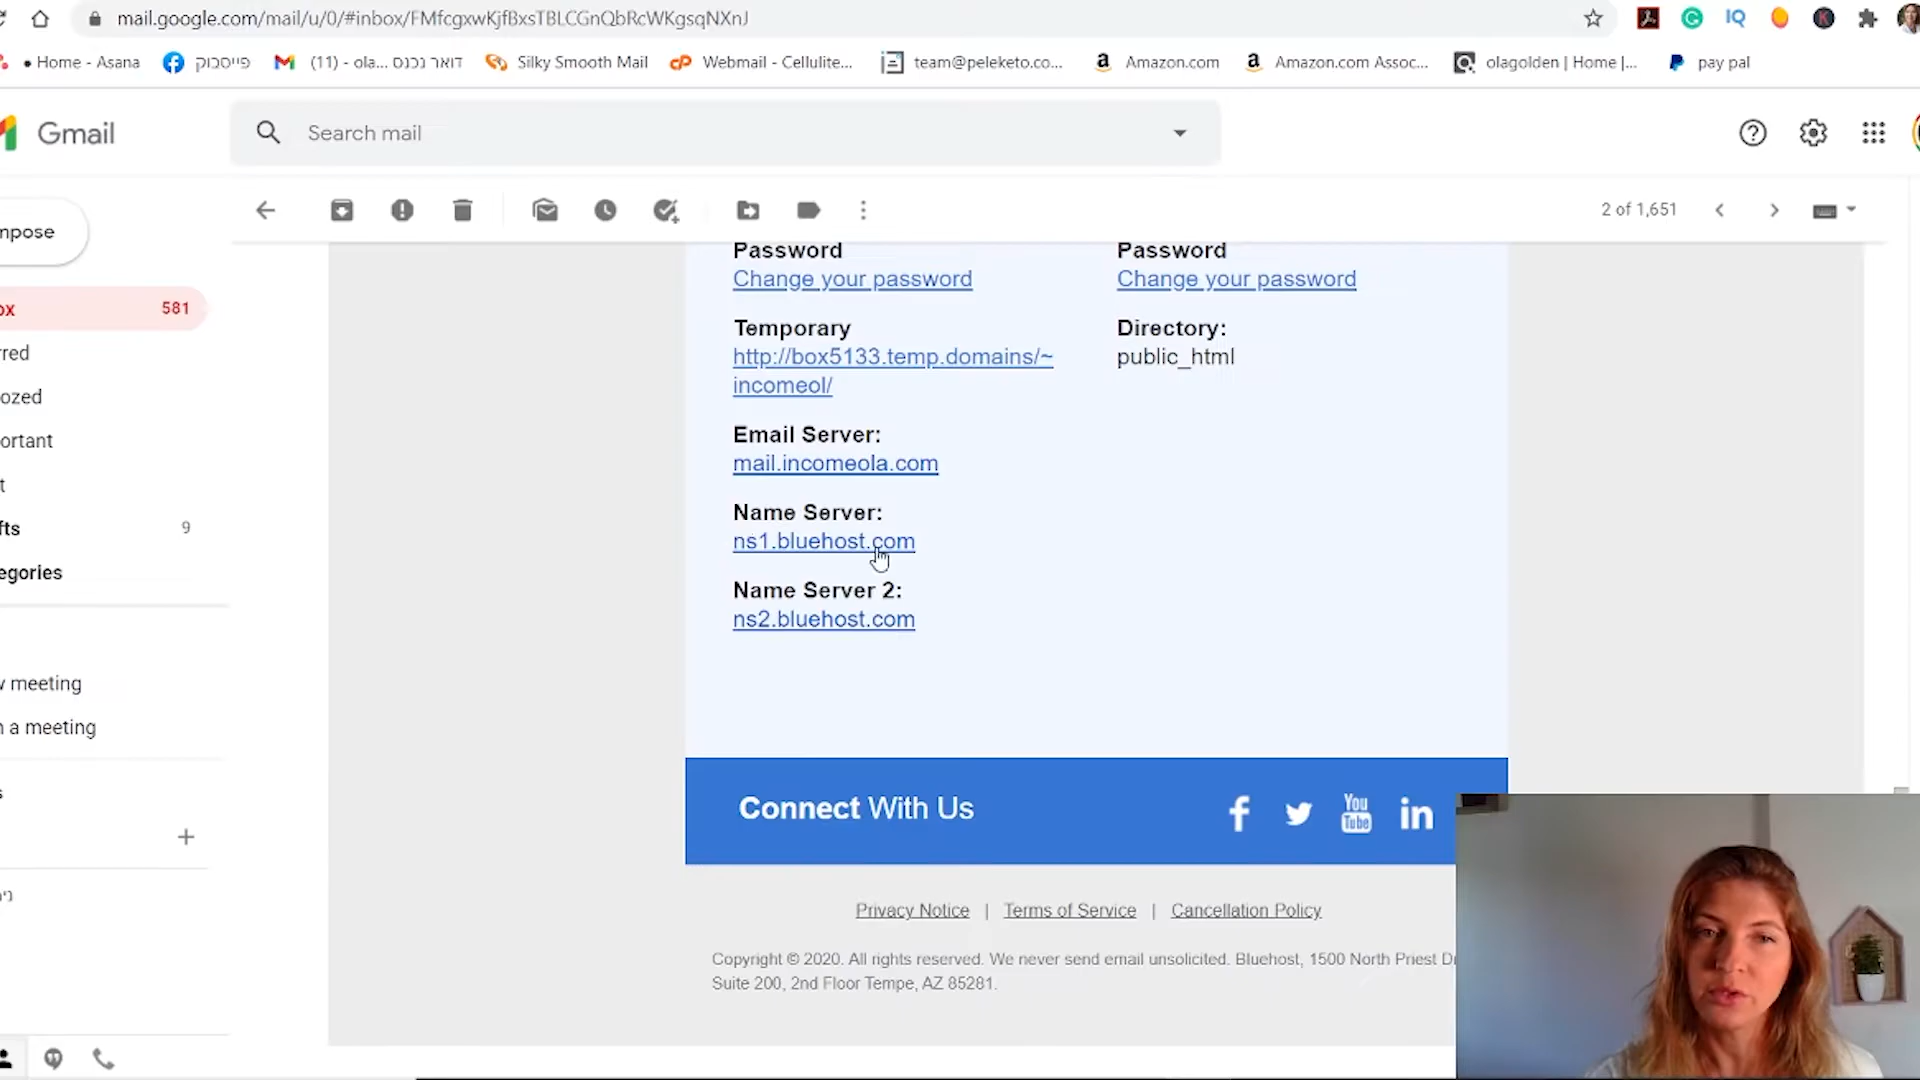 mail.google.com/mail/u/0/#inbox/FMfcgxwKjfBxsTBLCGnQbRcWKgsqNXnJ
Home - Asana
פייסבוק
דואר נכנס - ola... (11)
Silky Smooth Mail
Webmail - Cellulite...
team@peleketo.co...
Amazon.com
Amazon.com Assoc...
olagolden | Home |...
pay pal
Gmail
Search mail
mpose
2 of 1,651
ox 581
red
ozed
ortant
t
fts 9
egories
v meeting
n a meeting
s
Password
Change your password
Temporary
http://box5133.temp.domains/~
incomeol/
Email Server:
mail.incomeola.com
Name Server:
ns1.bluehost.com
Name Server 2:
ns2.bluehost.com
Password
Change your password
Directory:
public_html
Connect With Us
You
Tube
Privacy Notice | Terms of Service | Cancellation Policy
Copyright © 2020. All rights reserved. We never send email unsolicited. Bluehost, 1500 North Priest Dr
Suite 200, 2nd Floor Tempe, AZ 85281.